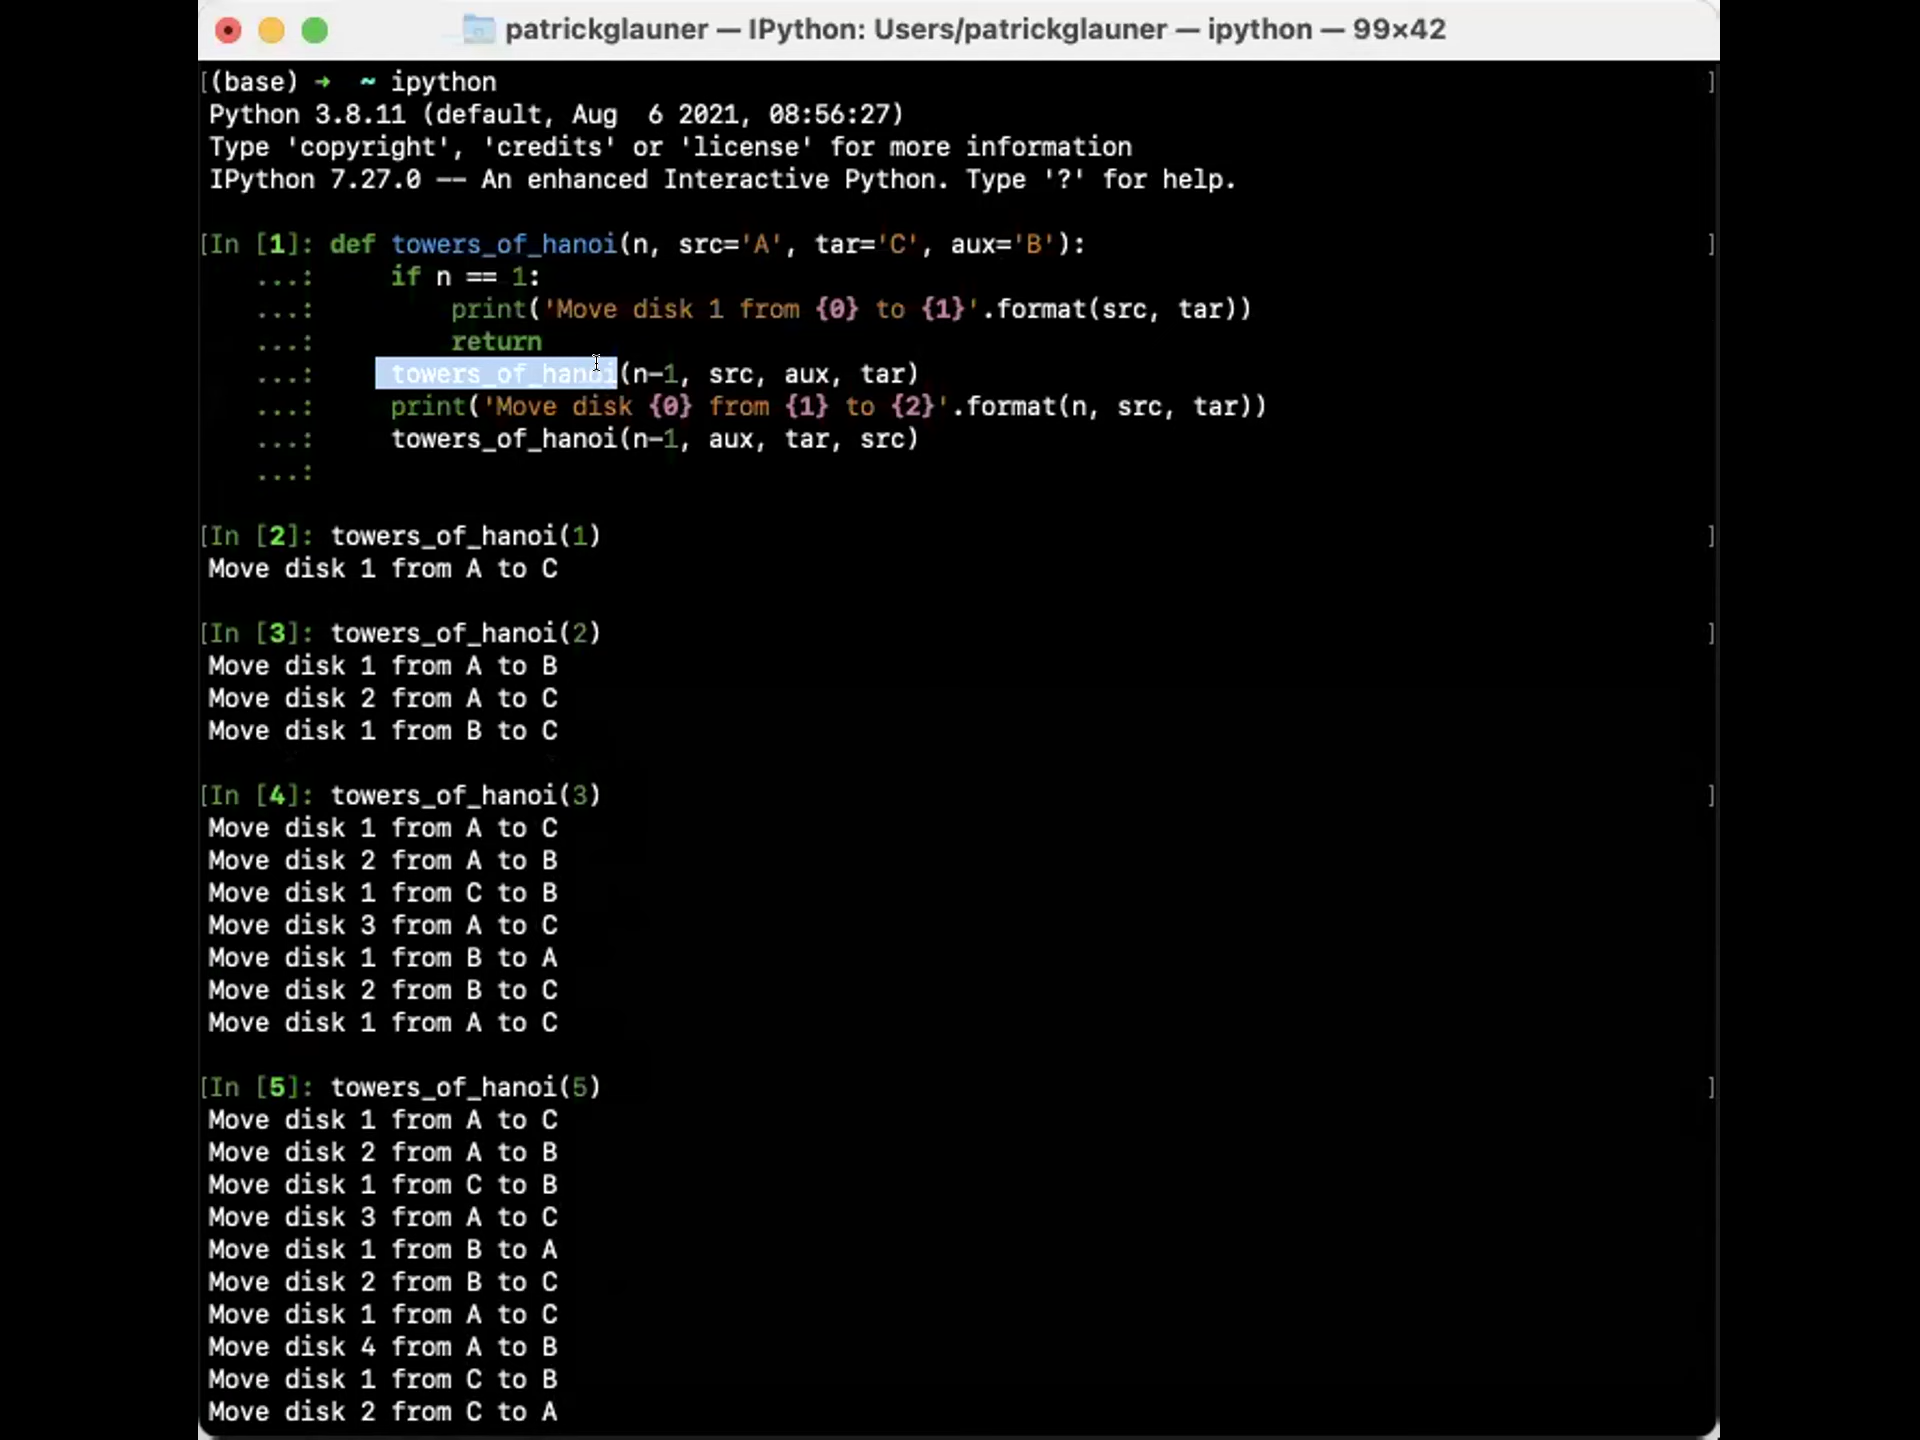 patrickglauner — IPython: Users/patrickglauner — ipython — 99×42
[(base) → ~ ipython ]
Python 3.8.11 (default, Aug  6 2021, 08:56:27)
Type 'copyright', 'credits' or 'license' for more information
IPython 7.27.0 -- An enhanced Interactive Python. Type '?' for help.
[In [1]: def towers_of_hanoi(n, src='A', tar='C', aux='B'): ]
...:     if n == 1:
...:         print('Move disk 1 from {0} to {1}'.format(src, tar))
...:         return
...:     towers_of_hanoi(n-1, src, aux, tar)
...:     print('Move disk {0} from {1} to {2}'.format(n, src, tar))
...:     towers_of_hanoi(n-1, aux, tar, src)
...:
[In [2]: towers_of_hanoi(1) ]
Move disk 1 from A to C
[In [3]: towers_of_hanoi(2) ]
Move disk 1 from A to B
Move disk 2 from A to C
Move disk 1 from B to C
[In [4]: towers_of_hanoi(3) ]
Move disk 1 from A to C
Move disk 2 from A to B
Move disk 1 from C to B
Move disk 3 from A to C
Move disk 1 from B to A
Move disk 2 from B to C
Move disk 1 from A to C
[In [5]: towers_of_hanoi(5) ]
Move disk 1 from A to C
Move disk 2 from A to B
Move disk 1 from C to B
Move disk 3 from A to C
Move disk 1 from B to A
Move disk 2 from B to C
Move disk 1 from A to C
Move disk 4 from A to B
Move disk 1 from C to B
Move disk 2 from C to A